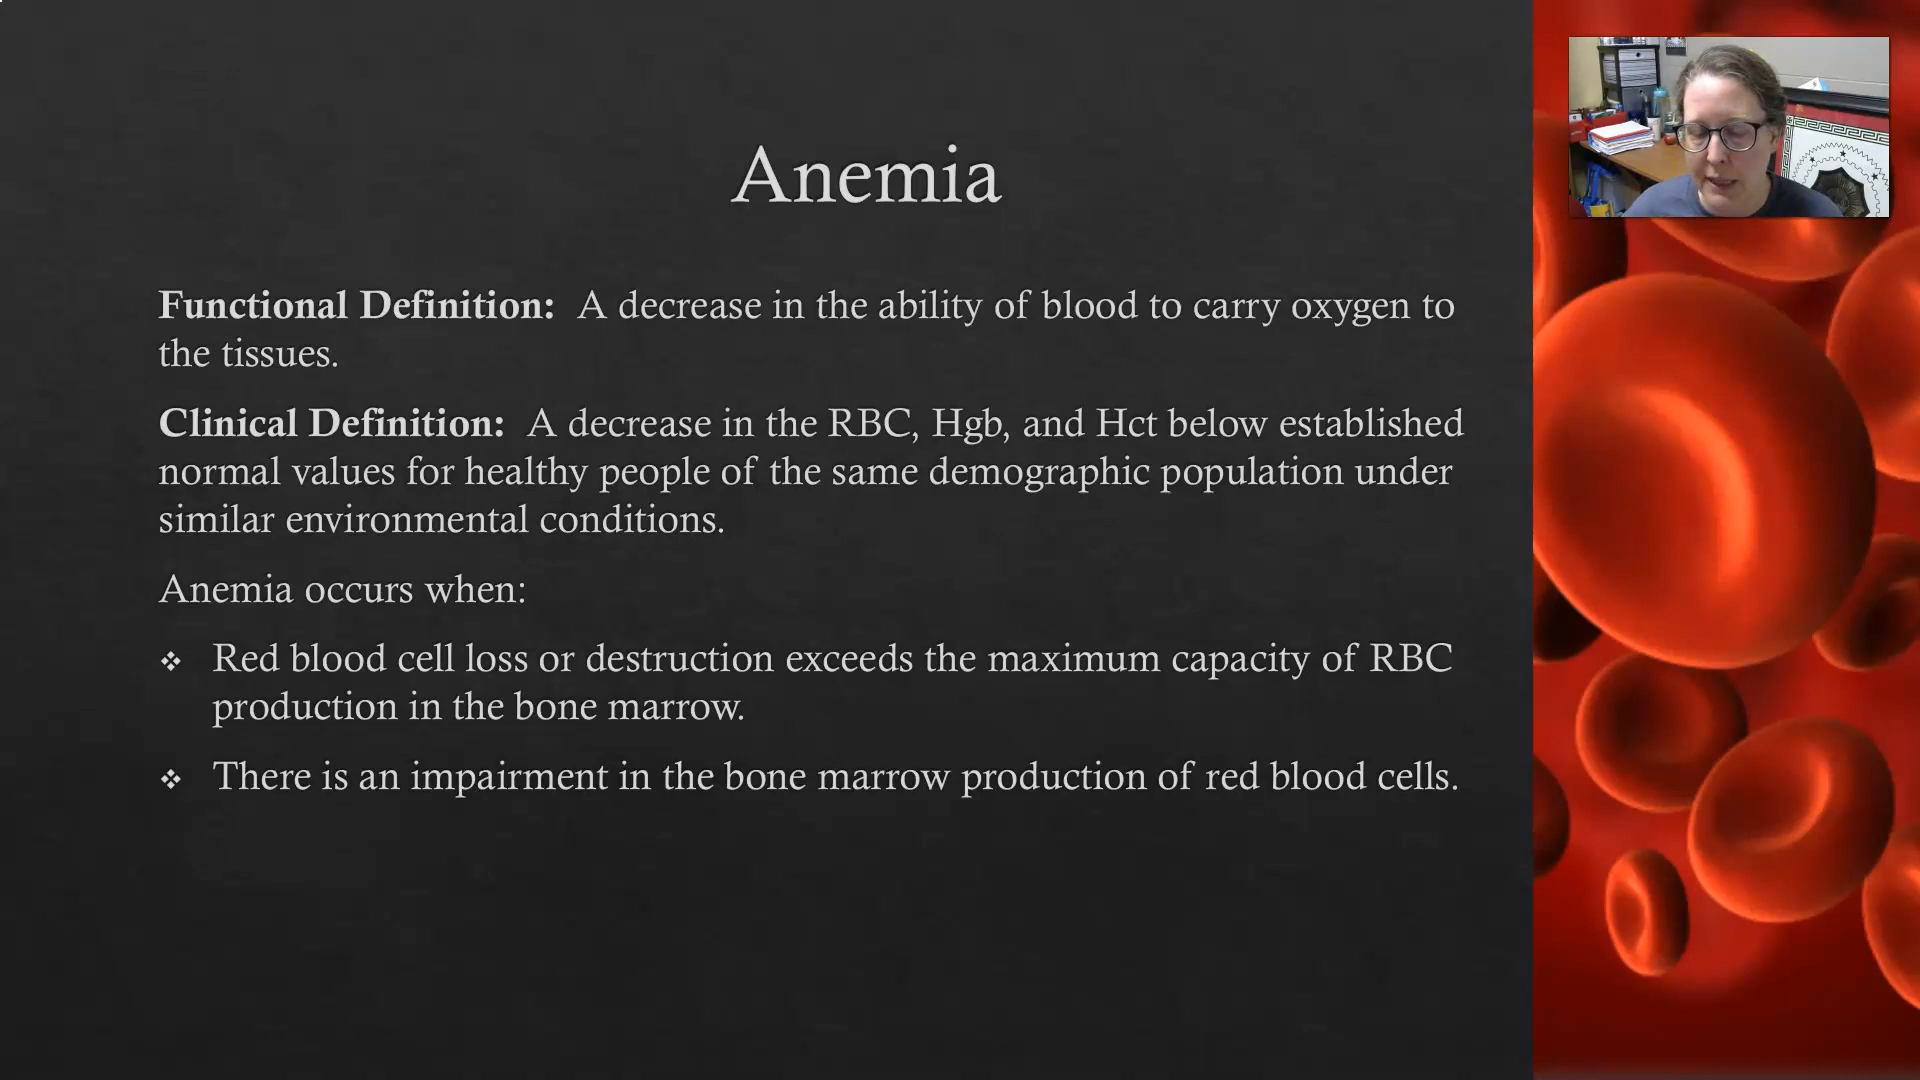 Anemia
Functional Definition: A decrease in the ability of blood to carry oxygen to
the tissues.
Clinical Definition: A decrease in the RBC, Hgb, and Hct below established
normal values for healthy people of the same demographic population under
similar environmental conditions.
Anemia occurs when:
❖ Red blood cell loss or destruction exceeds the maximum capacity of RBC
production in the bone marrow.
❖ There is an impairment in the bone marrow production of red blood cells.